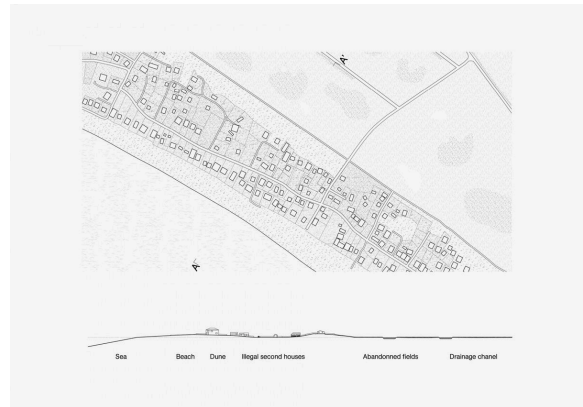 A'
A
Sea Beach Dune Illegal second houses Abandonned fields Drainage chanel